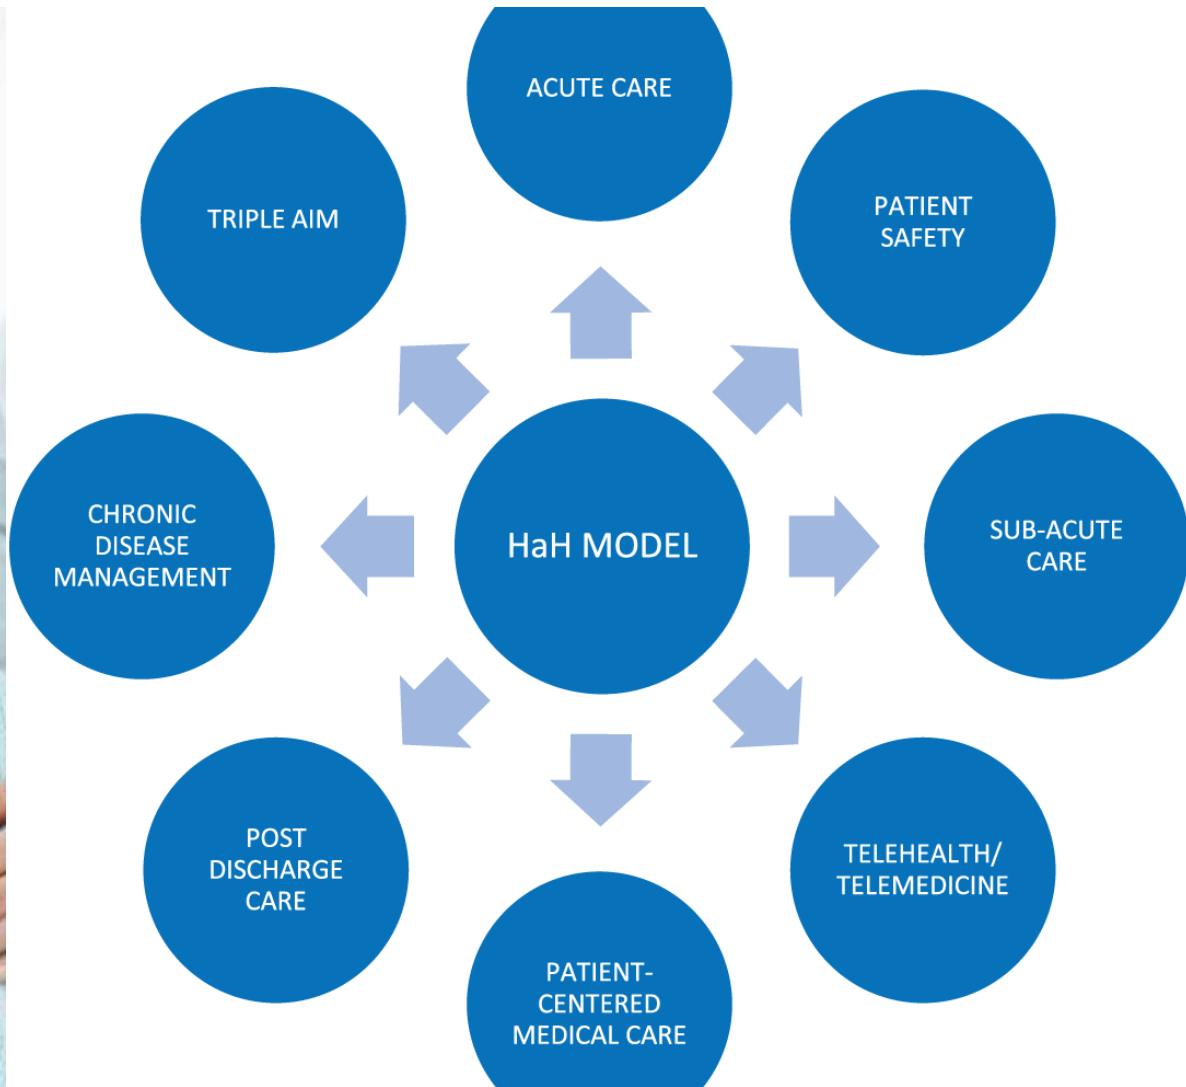 ACUTE CARE
TRIPLE AIM
PATIENT
SAFETY
CHRONIC
DISEASE
MANAGEMENT
HaH MODEL
SUB-ACUTE
CARE
POST
DISCHARGE
CARE
TELEHEALTH/
TELEMEDICINE
PATIENT-
CENTERED
MEDICAL CARE